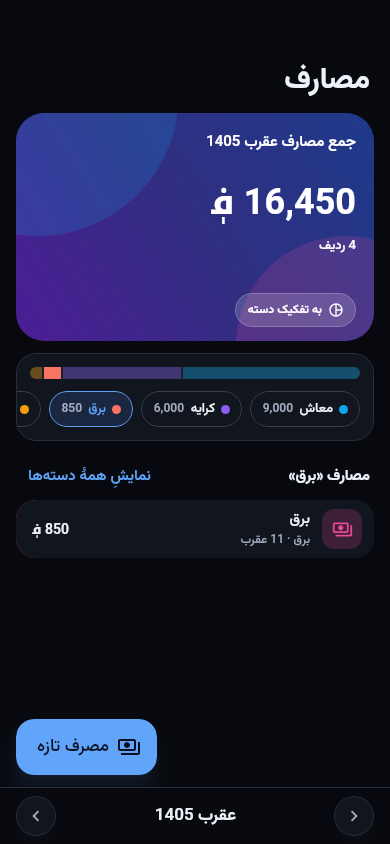 مصارف
جمع مصارف عقرب 1405
16,450 ؋
4 ردیف
به تفکیک دسته
معاش 9,000
کرایه 6,000
برق 850
مصارف «برق»
نمایشِ همهٔ دسته‌ها
برق
850 ؋
برق · 11 عقرب
مصرف تازه
عقرب 1405